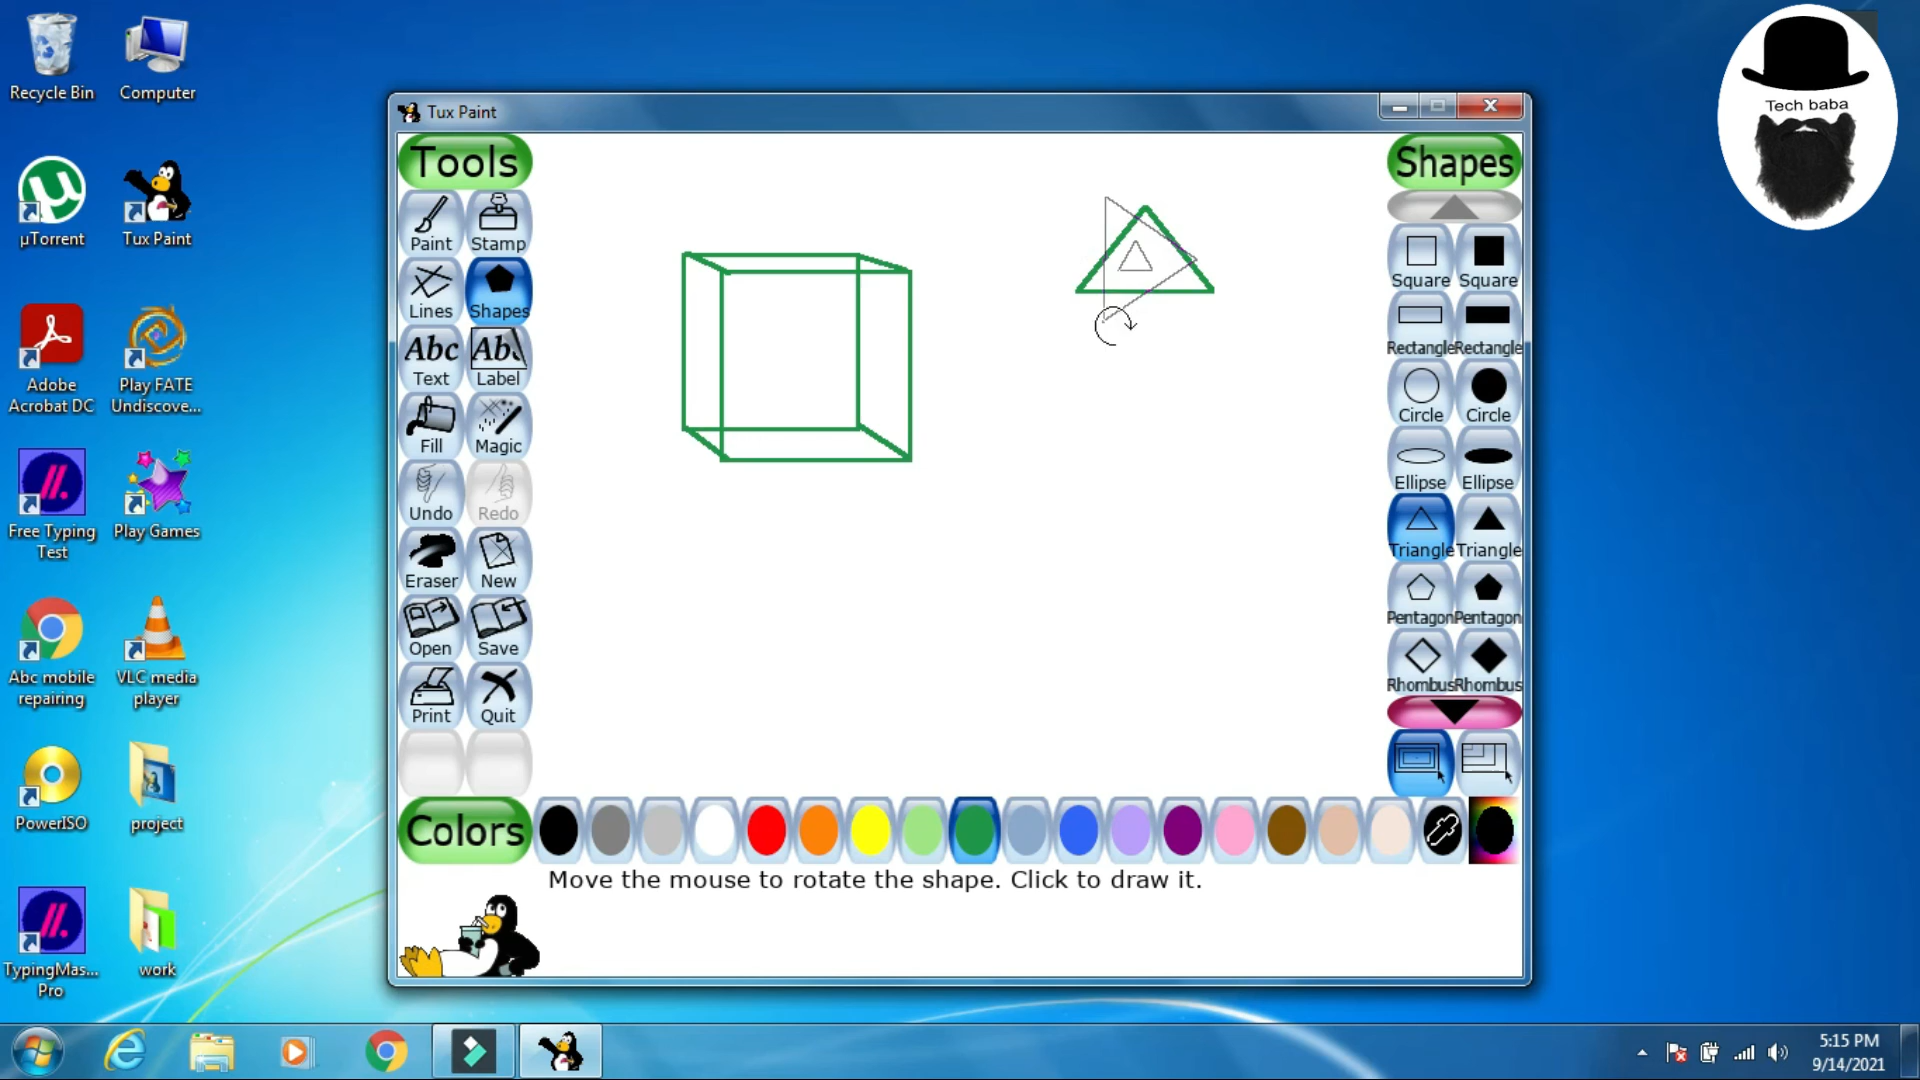 Recycle Bin
Computer
µTorrent
Tux Paint
Adobe
Acrobat DC
Play FATE
Undiscove...
Free Typing
Test
Play Games
Abc mobile
repairing
VLC media
player
PowerISO
project
TypingMas...
Pro
work
Tux Paint
Tools
Paint
Stamp
Lines
Shapes
Abc
Text
Abc
Label
Fill
Magic
Undo
Redo
Eraser
New
Open
Save
Print
Quit
Shapes
Square
Square
Rectangle
Rectangle
Circle
Circle
Ellipse
Ellipse
Triangle
Triangle
Pentagon
Pentagon
Rhombus
Rhombus
Colors
Move the mouse to rotate the shape. Click to draw it.
Tech baba
5:15 PM
9/14/2021